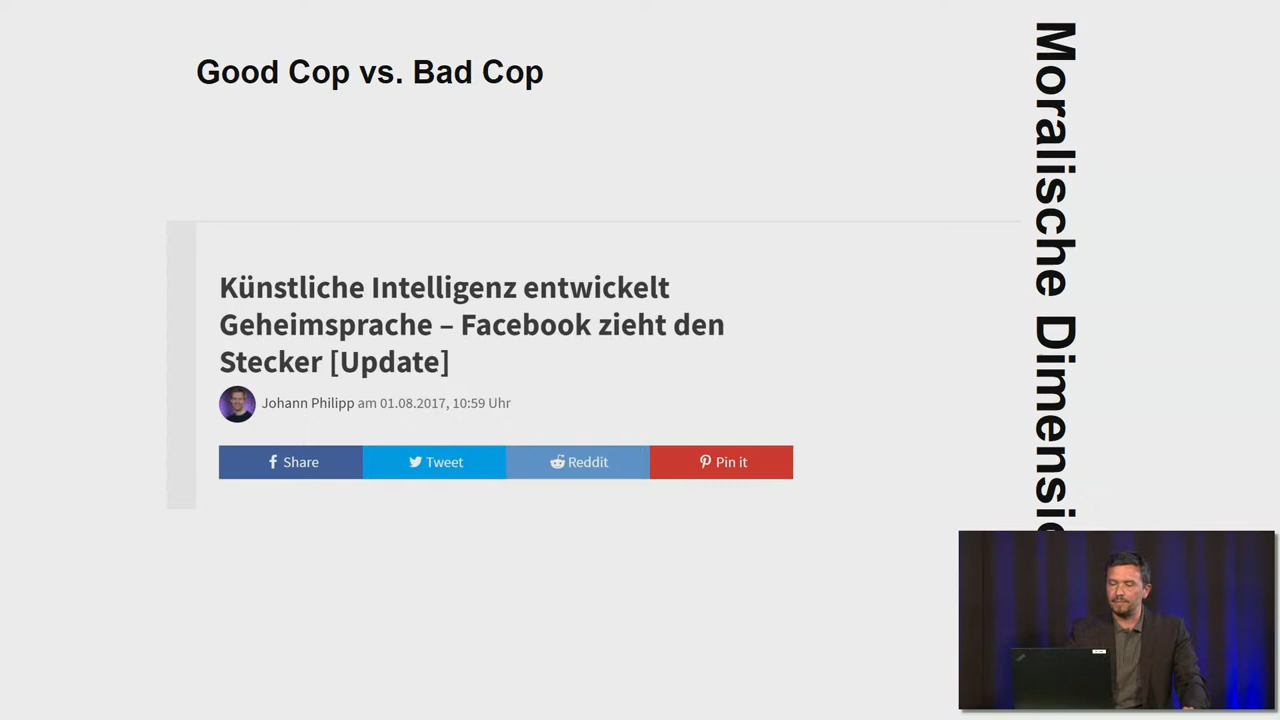 Good Cop vs. Bad Cop
Künstliche Intelligenz entwickelt
Geheimsprache – Facebook zieht den
Stecker [Update]
Johann Philipp am 01.08.2017, 10:59 Uhr
Share
Tweet
Reddit
Pin it
Moralische Dimensio